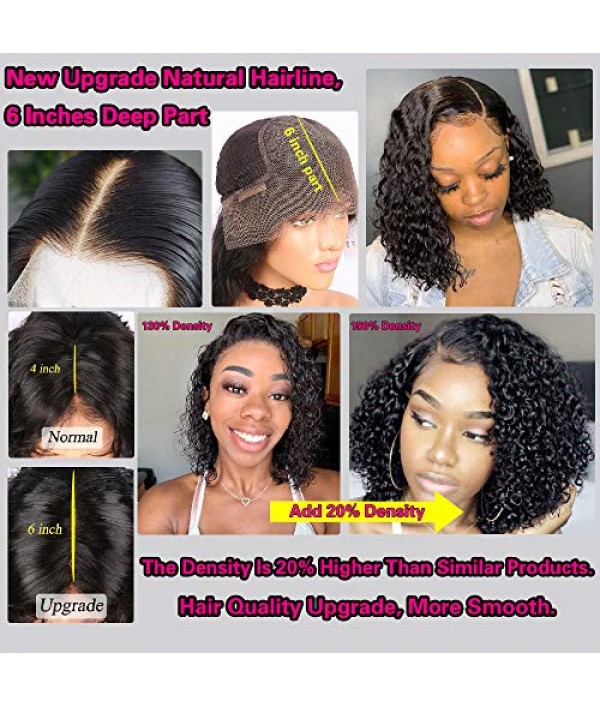 New Upgrade Natural Hairline,
6 Inches Deep Part
6 inch part
4 inch
Normal
130% Density
150% Density
6 inch
Upgrade
Add 20% Density
The Density Is 20% Higher Than Similar Products.
Hair Quality Upgrade, More Smooth.